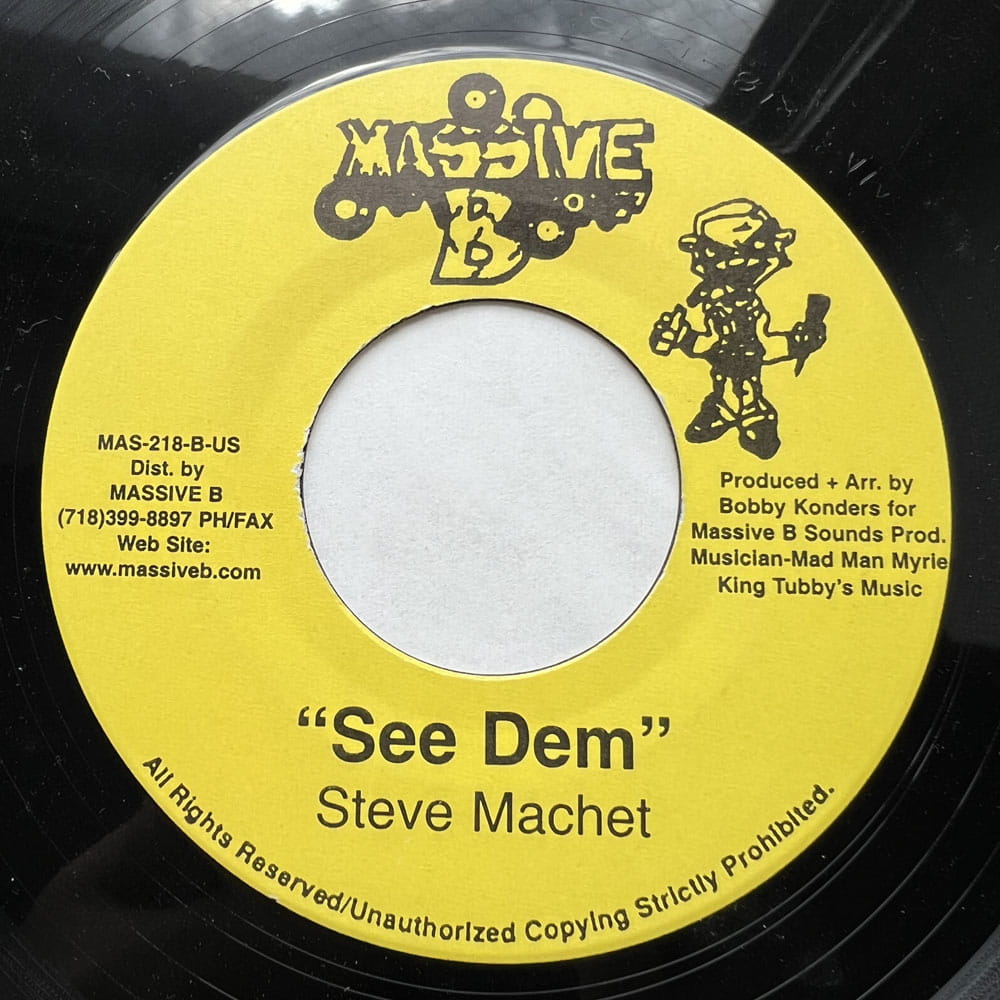 MASSIVE
B
MAS-218-B-US
Dist. by
MASSIVE B
(718)399-8897 PH/FAX
Web Site:
www.massiveb.com
Produced + Arr. by
Bobby Konders for
Massive B Sounds Prod.
Musician-Mad Man Myrie
King Tubby's Music
“See Dem”
Steve Machet
All Rights Reserved/Unauthorized Copying Strictly Prohibited.